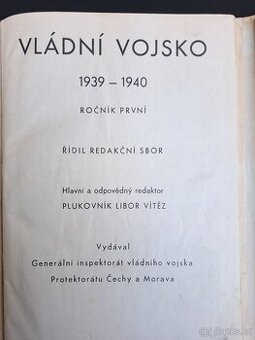 VLÁDNÍ VOJSKO
1939 – 1940
ROČNÍK PRVNÍ
ŘÍDIL REDAKČNÍ SBOR
Hlavní a odpovědný redaktor
PLUKOVNÍK LIBOR VÍTĚZ
Vydával
Generální inspektorát vládního vojska
Protektorátu Čechy a Morava